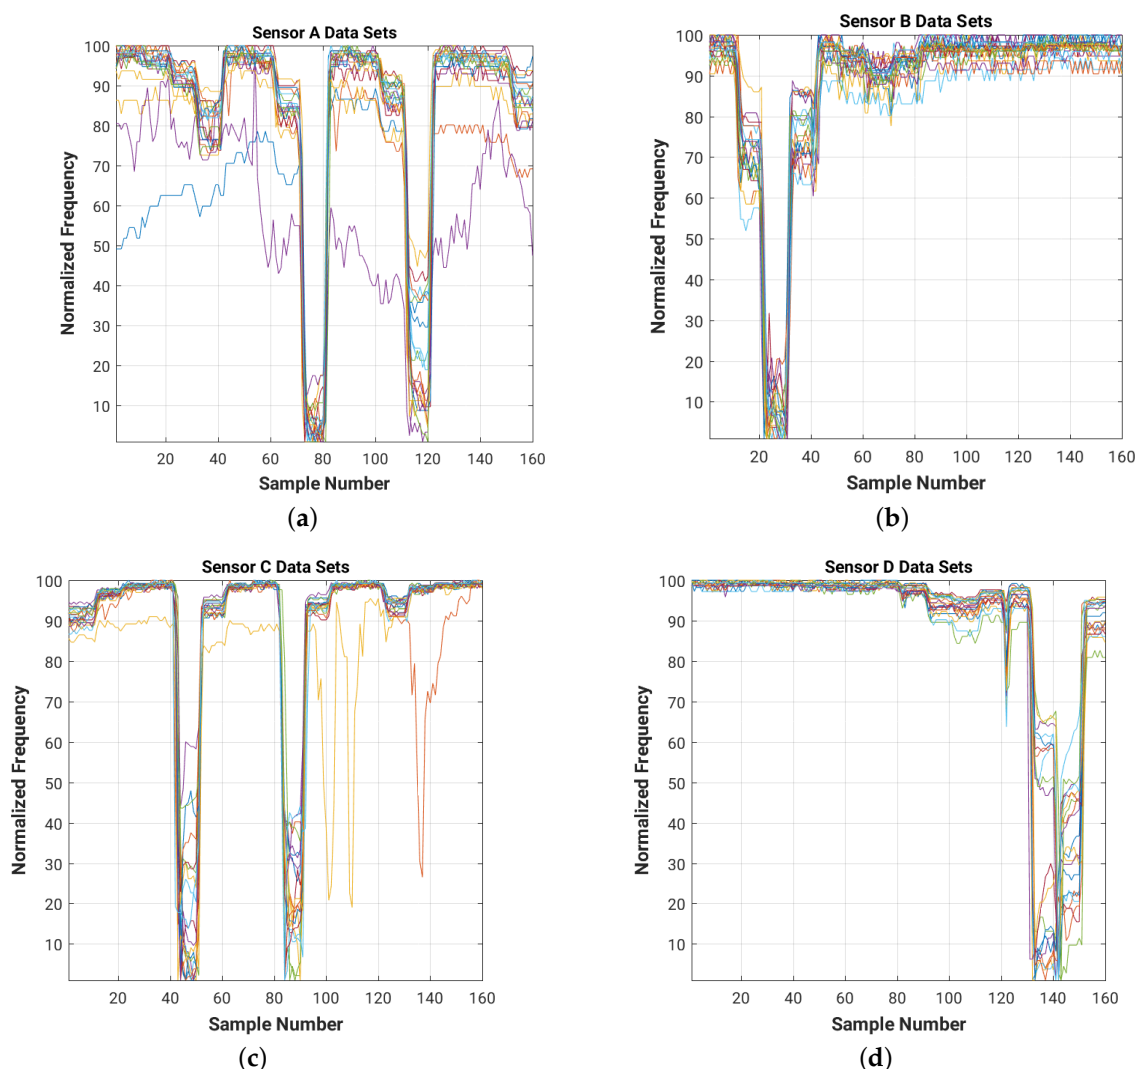 Sensor A Data Sets
100
90
80
70
60
50
40
30
20
10
Normalized Frequency
20 40 60 80 100 120 140 160
Sample Number
(a)
Sensor B Data Sets
100
90
80
70
60
50
40
30
20
10
Normalized Frequency
20 40 60 80 100 120 140 160
Sample Number
(b)
Sensor C Data Sets
100
90
80
70
60
50
40
30
20
10
Normalized Frequency
20 40 60 80 100 120 140 160
Sample Number
(c)
Sensor D Data Sets
100
90
80
70
60
50
40
30
20
10
Normalized Frequency
20 40 60 80 100 120 140 160
Sample Number
(d)